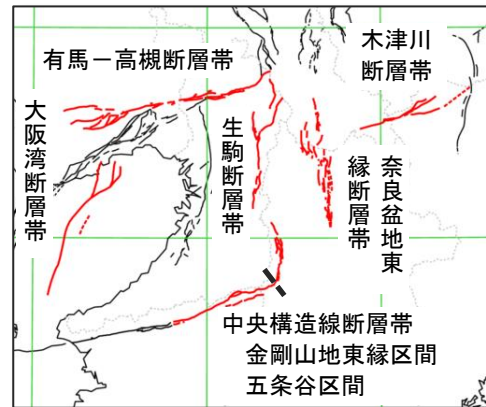 有馬－高槻断層帯
木津川
断層帯
大阪湾断層帯
生駒断層帯
奈良盆地東
縁断層帯
中央構造線断層帯
金剛山地東縁区間
五条谷区間